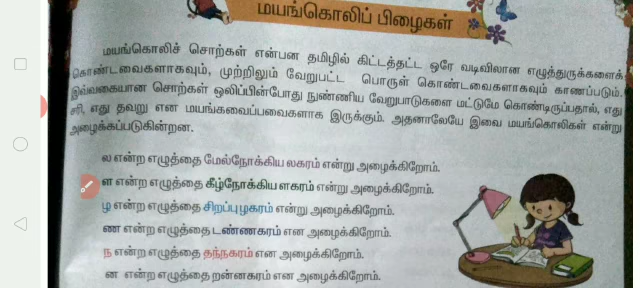 மயங்கொலிப் பிழைகள்
மயங்கொலிச் சொற்கள் என்பன தமிழில் கிட்டத்தட்ட ஒரே வடிவிலான எழுத்துருக்களைக்
கொண்டவைகளாகவும், முற்றிலும் வேறுபட்ட பொருள் கொண்டவைகளாகவும் காணப்படும்.
இவ்வகையான சொற்கள் ஒலிப்பின்போது நுண்ணிய வேறுபாடுகளை மட்டுமே கொண்டிருப்பதால், எது
சரி, எது தவறு என மயங்கவைப்பவைகளாக இருக்கும். அதனாலேயே இவை மயங்கொலிகள் என்று
அழைக்கப்படுகின்றன.
ல என்ற எழுத்தை மேல்நோக்கிய லகரம் என்று அழைக்கிறோம்.
ள என்ற எழுத்தை கீழ்நோக்கிய ளகரம் என்று அழைக்கிறோம்.
ழ என்ற எழுத்தை சிறப்பு ழகரம் என்று அழைக்கிறோம்.
ண என்ற எழுத்தை டண்ணகரம் என அழைக்கிறோம்.
ந என்ற எழுத்தை தந்நகரம் என அழைக்கிறோம்.
ன என்ற எழுத்தை றன்னகரம் என அழைக்கிறோம்.